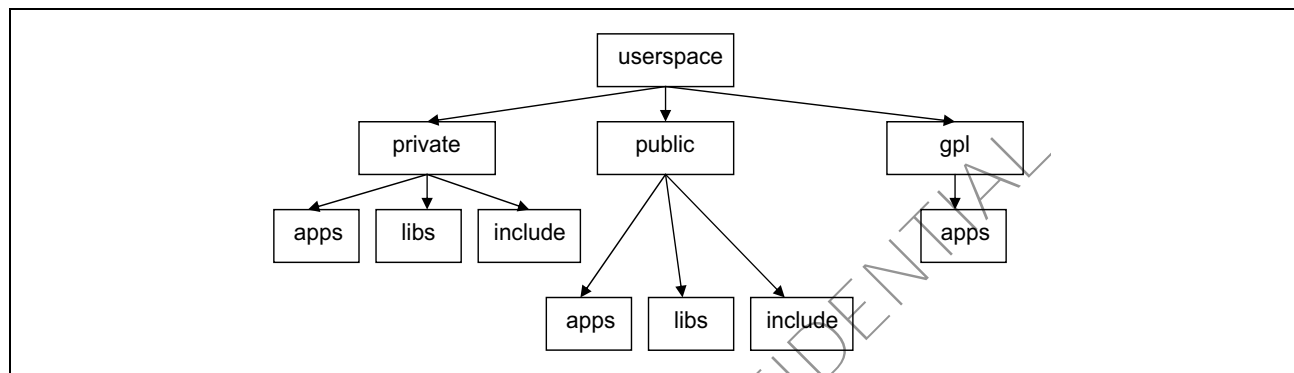 userspace
private public gpl
apps libs include apps
apps libs include